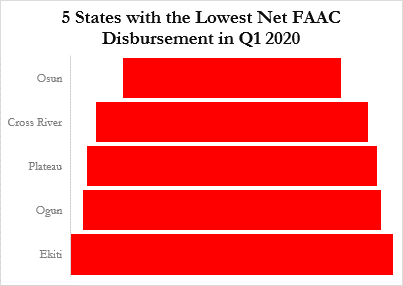 5 States with the Lowest Net FAAC
Disbursement in Q1 2020
Osun
Cross River
Plateau
Ogun
Ekiti